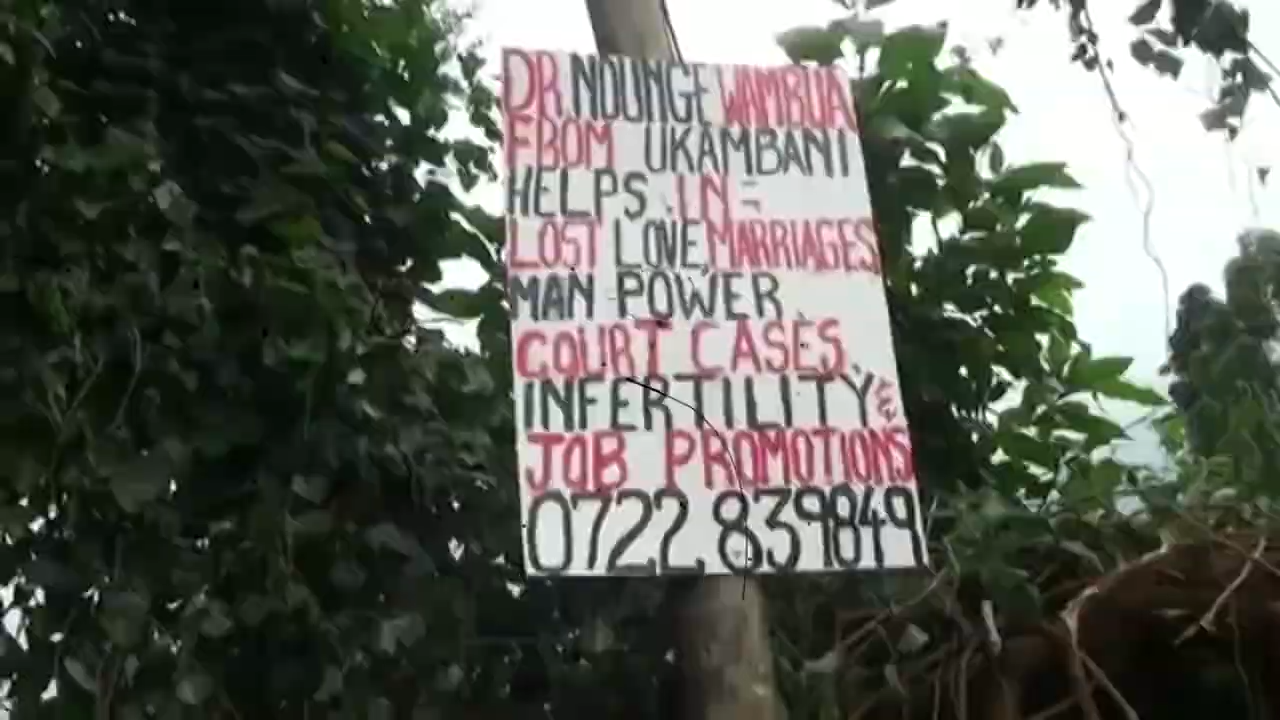 DR. NDUNGE WAMBUA
FROM UKAMBANI
HELPS IN =
LOST LOVE, MARRIAGES
MAN POWER
COURT CASES,
INFERTILITY &
JOB PROMOTIONS
0722 839849